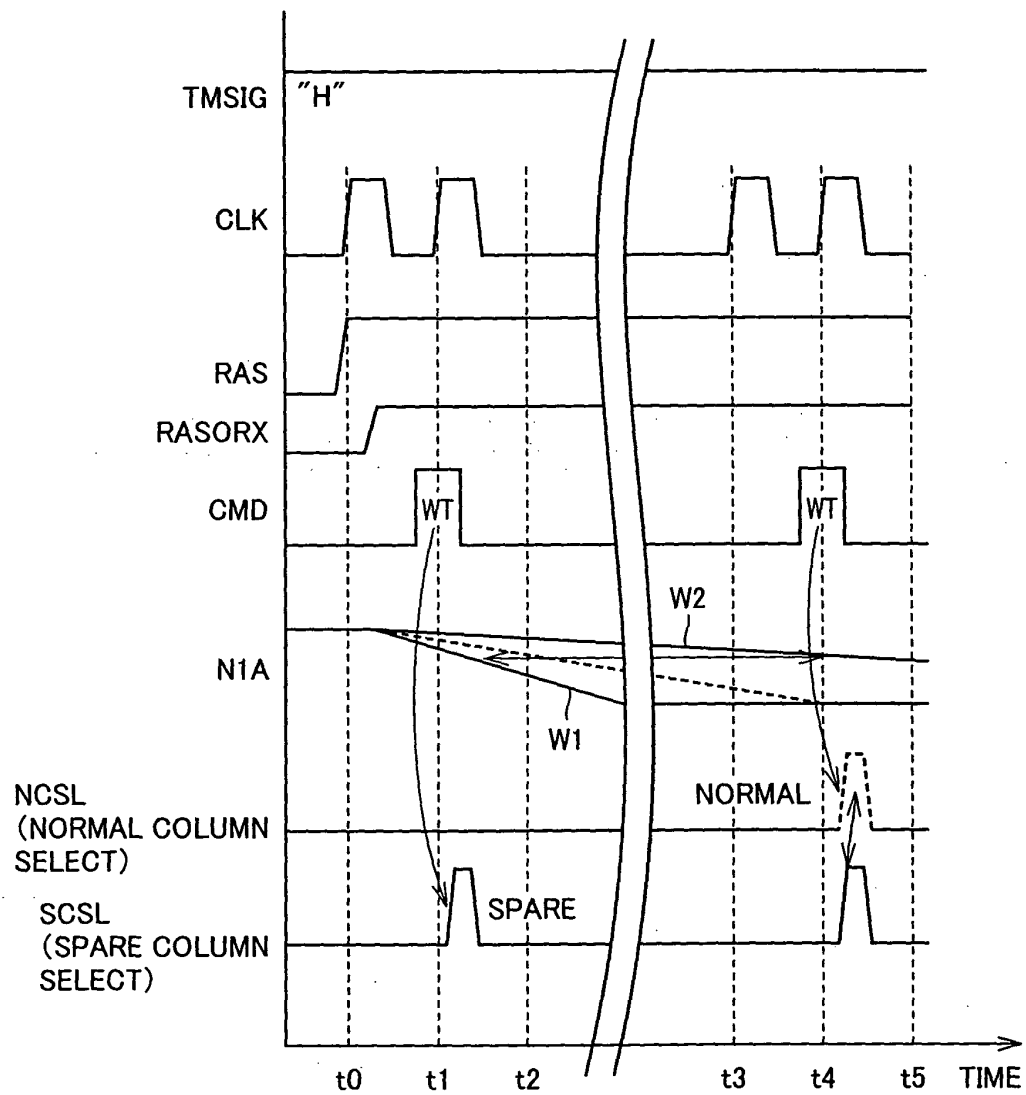 TMSIG
"H"
CLK
RAS
RASORX
CMD
WT
WT
N1A
W2
W1
NCSL
(NORMAL COLUMN
SELECT)
NORMAL
SCSL
(SPARE COLUMN
SELECT)
SPARE
t0
t1
t2
t3
t4
t5
TIME